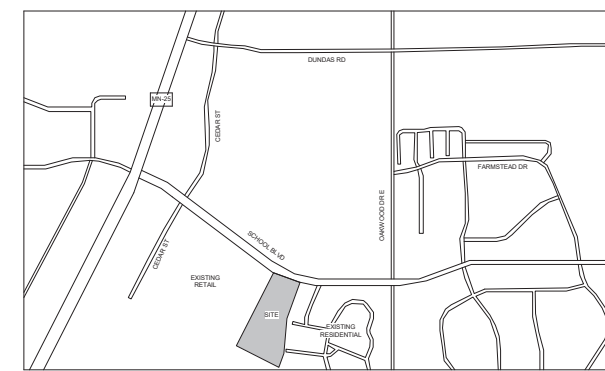 DUNDAS RD
MN-25
CEDAR ST
FARMSTEAD DR
OAKWOOD DR E
SCHOOL BLVD
CEDAR ST
EXISTING
RETAIL
SITE
EXISTING
RESIDENTIAL